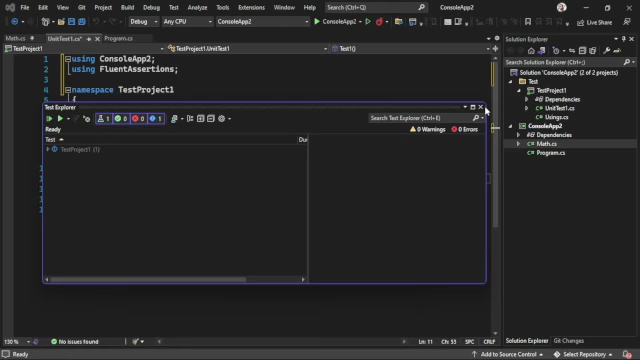 File Edit View Git Project Build Debug Test Analyze Tools Extensions Window Help Search (Ctrl+Q) ConsoleApp2
Debug Any CPU ConsoleApp2 ConsoleApp2 Live Share
Math.cs UnitTest1.cs* Program.cs
TestProject1 TestProject1.UnitTest1 Test1()
1 using ConsoleApp2;
2 using FluentAssertions;
3
4 namespace TestProject1
5 {
Test Explorer
1 0 0 1 Search Test Explorer (Ctrl+E)
Ready 0 Warnings 0 Errors
Test Dur
TestProject1 (1)
130 % No issues found Ln: 11 Ch: 53 SPC CRLF
Solution Explorer
Search Solution Explorer (Ctrl+;)
Solution 'ConsoleApp2' (2 of 2 projects)
Test
TestProject1
Dependencies
UnitTest1.cs
Usings.cs
ConsoleApp2
Dependencies
Math.cs
Program.cs
Solution Explorer Git Changes
Ready Add to Source Control Select Repository